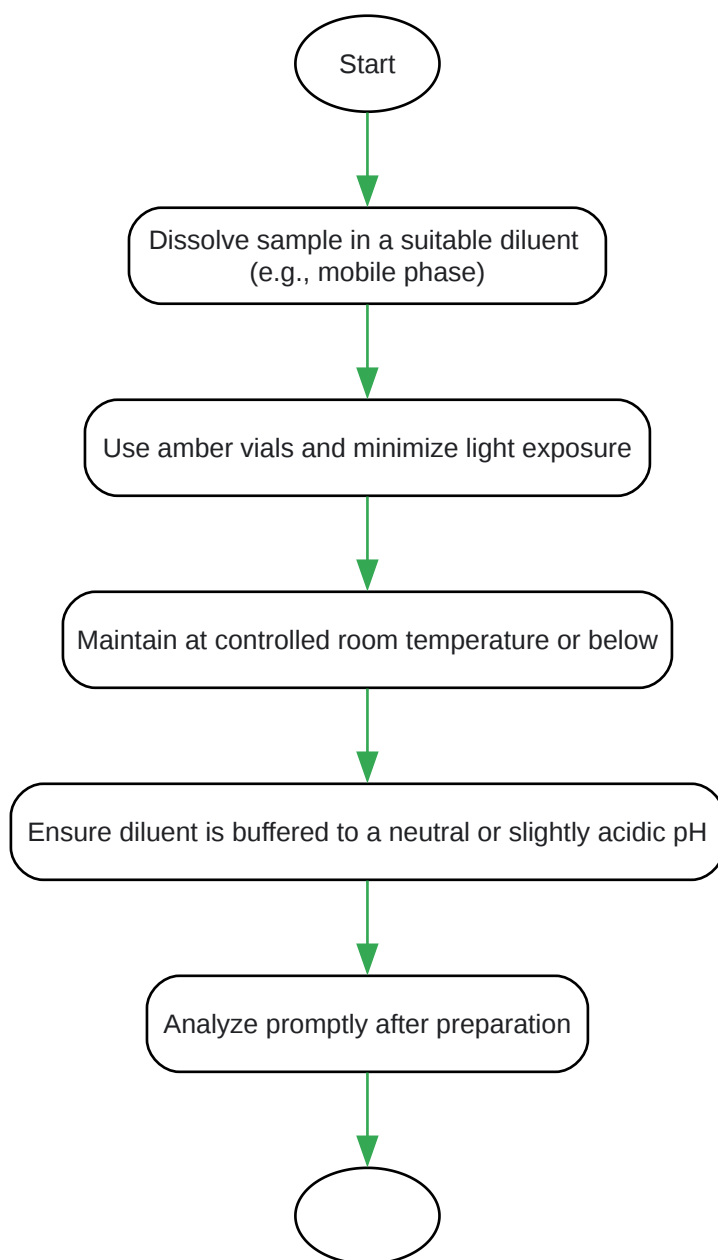 Start
Dissolve sample in a suitable diluent
(e.g., mobile phase)
Use amber vials and minimize light exposure
Maintain at controlled room temperature or below
Ensure diluent is buffered to a neutral or slightly acidic pH
Analyze promptly after preparation